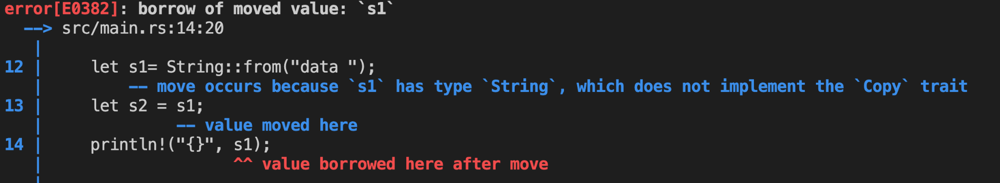 error[E0382]: borrow of moved value: `s1`
  --> src/main.rs:14:20
   |
12 |     let s1= String::from("data ");
   |         -- move occurs because `s1` has type `String`, which does not implement the `Copy` trait
13 |     let s2 = s1;
   |              -- value moved here
14 |     println!("{}", s1);
   |                    ^^ value borrowed here after move
   |